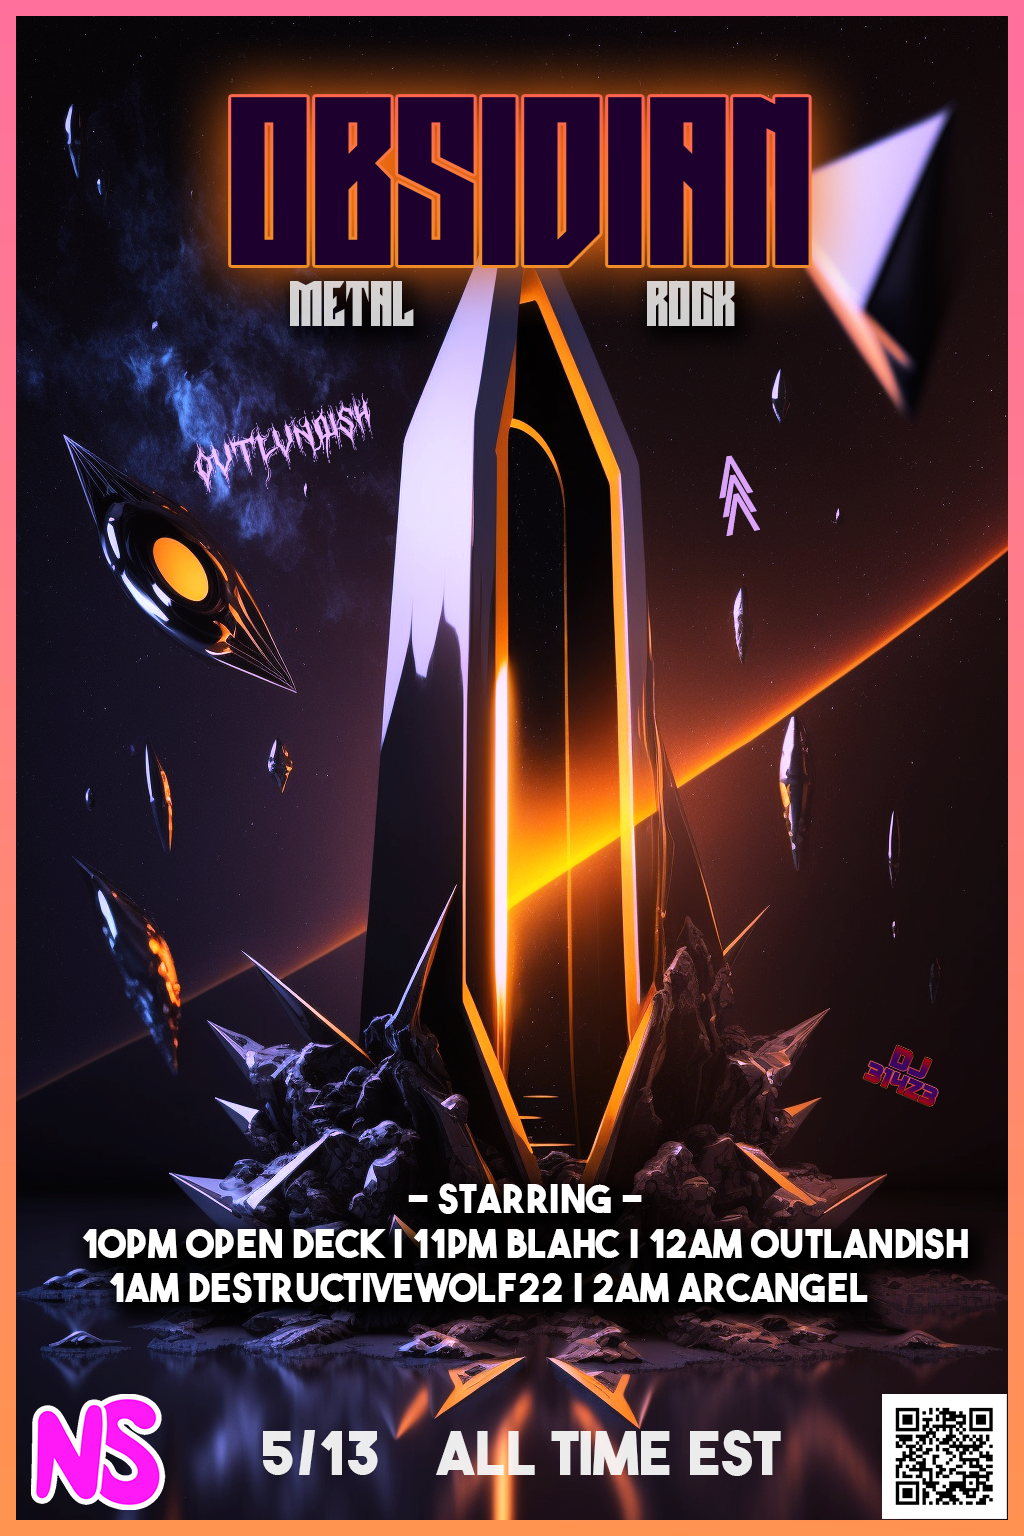 OBSIDIAN
METAL ROCK
OUTLUNDISH
DJ
31423
- STARRING -
10PM OPEN DECK | 11PM BLAHC | 12AM OUTLANDISH
1AM DESTRUCTIVEWOLF22 | 2AM ARCANGEL
NS
5/13 ALL TIME EST